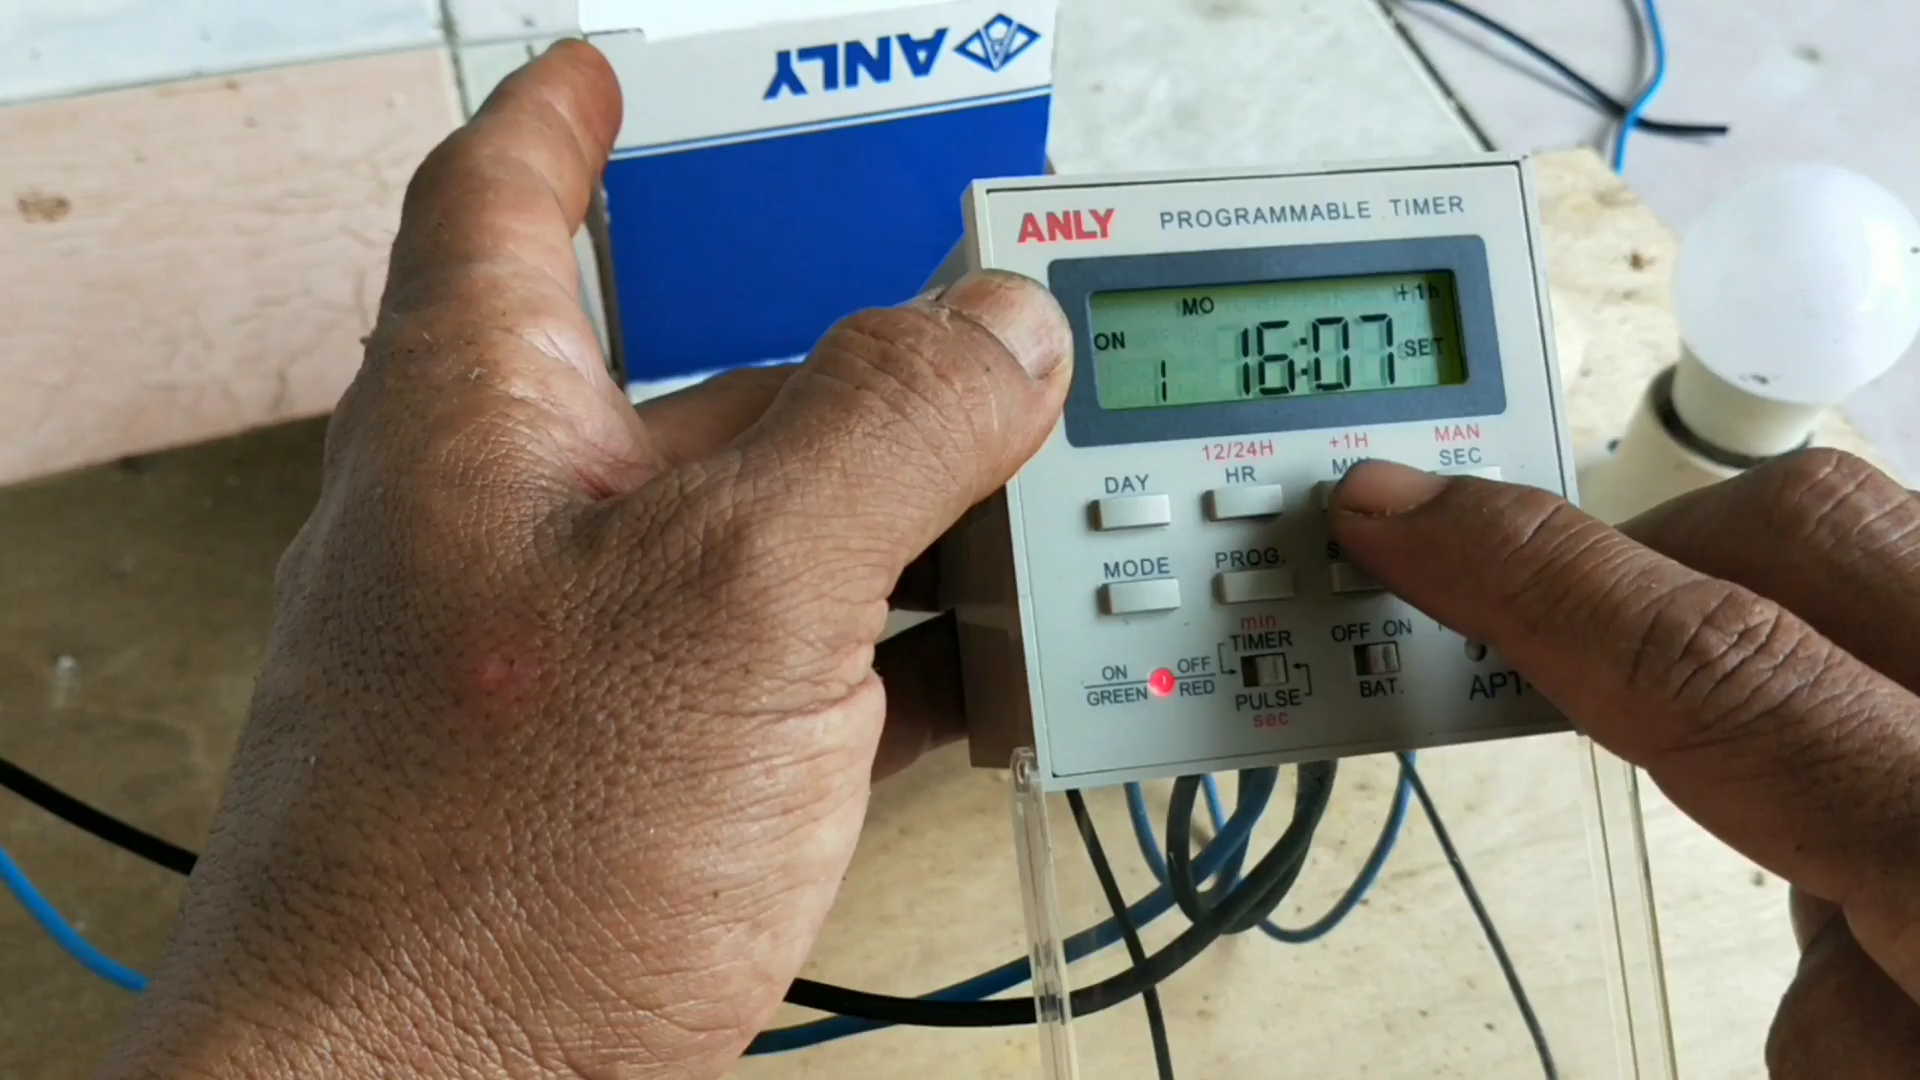 ANLY
ANLY PROGRAMMABLE TIMER
MO +1h
ON 1 16:07 SET
12/24H +1H MAN
DAY HR MIN SEC
MODE PROG.
min
TIMER OFF ON
ON OFF
GREEN RED
PULSE BAT.
sec